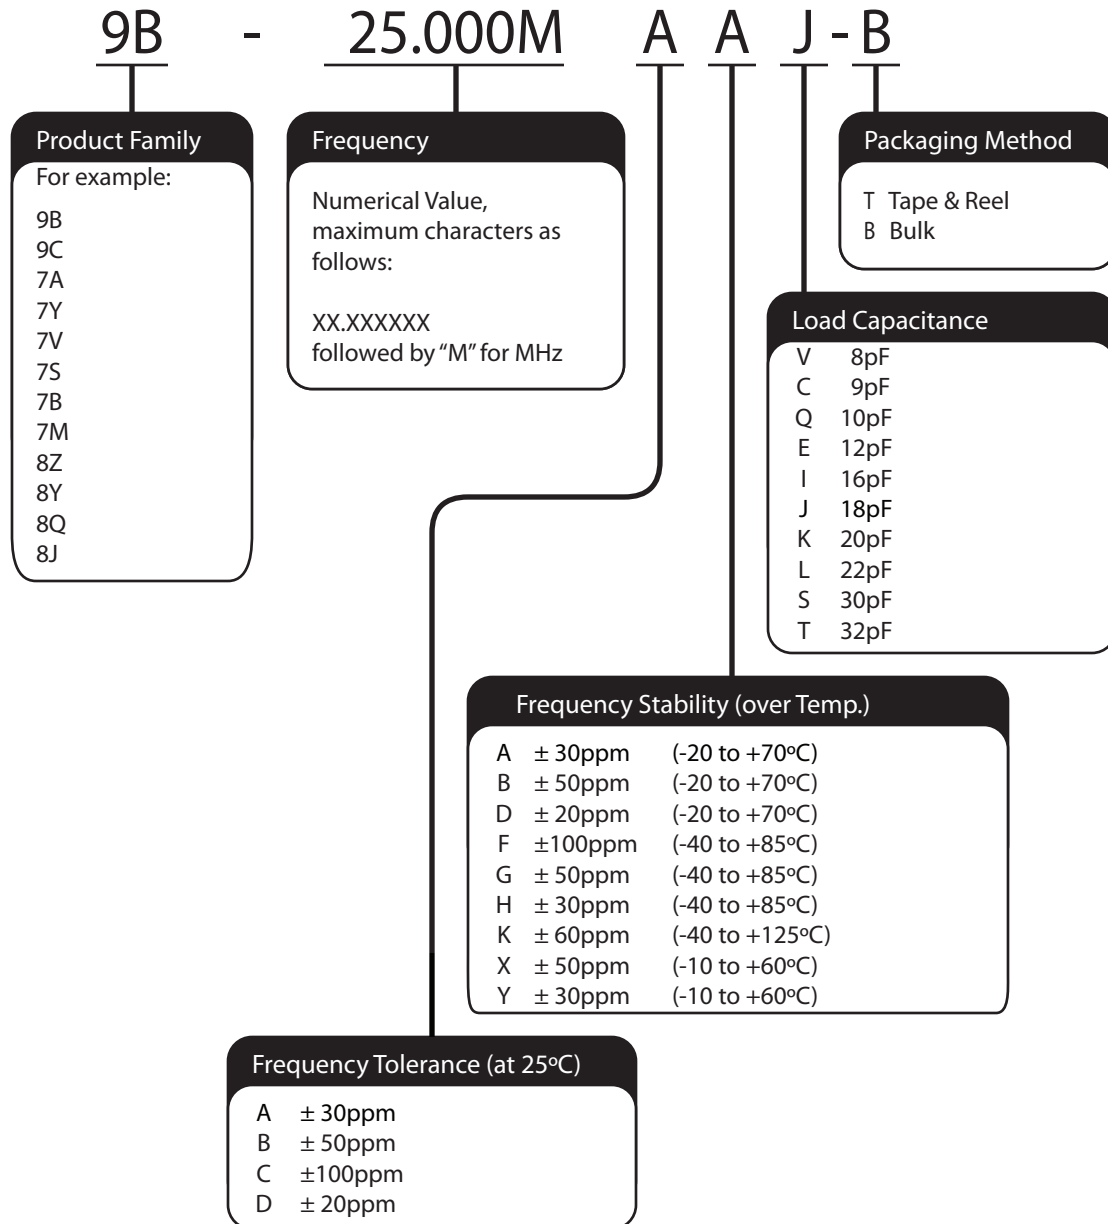 9B - 25.000M A A J - B
Product Family
For example:
9B
9C
7A
7Y
7V
7S
7B
7M
8Z
8Y
8Q
8J
Frequency
Numerical Value,
maximum characters as
follows:
XX.XXXXXX
followed by “M” for MHz
Packaging Method
T Tape & Reel
B Bulk
Load Capacitance
V 8pF
C 9pF
Q 10pF
E 12pF
I 16pF
J 18pF
K 20pF
L 22pF
S 30pF
T 32pF
Frequency Stability (over Temp.)
A ± 30ppm (-20 to +70ºC)
B ± 50ppm (-20 to +70ºC)
D ± 20ppm (-20 to +70ºC)
F ±100ppm (-40 to +85ºC)
G ± 50ppm (-40 to +85ºC)
H ± 30ppm (-40 to +85ºC)
K ± 60ppm (-40 to +125ºC)
X ± 50ppm (-10 to +60ºC)
Y ± 30ppm (-10 to +60ºC)
Frequency Tolerance (at 25ºC)
A ± 30ppm
B ± 50ppm
C ±100ppm
D ± 20ppm